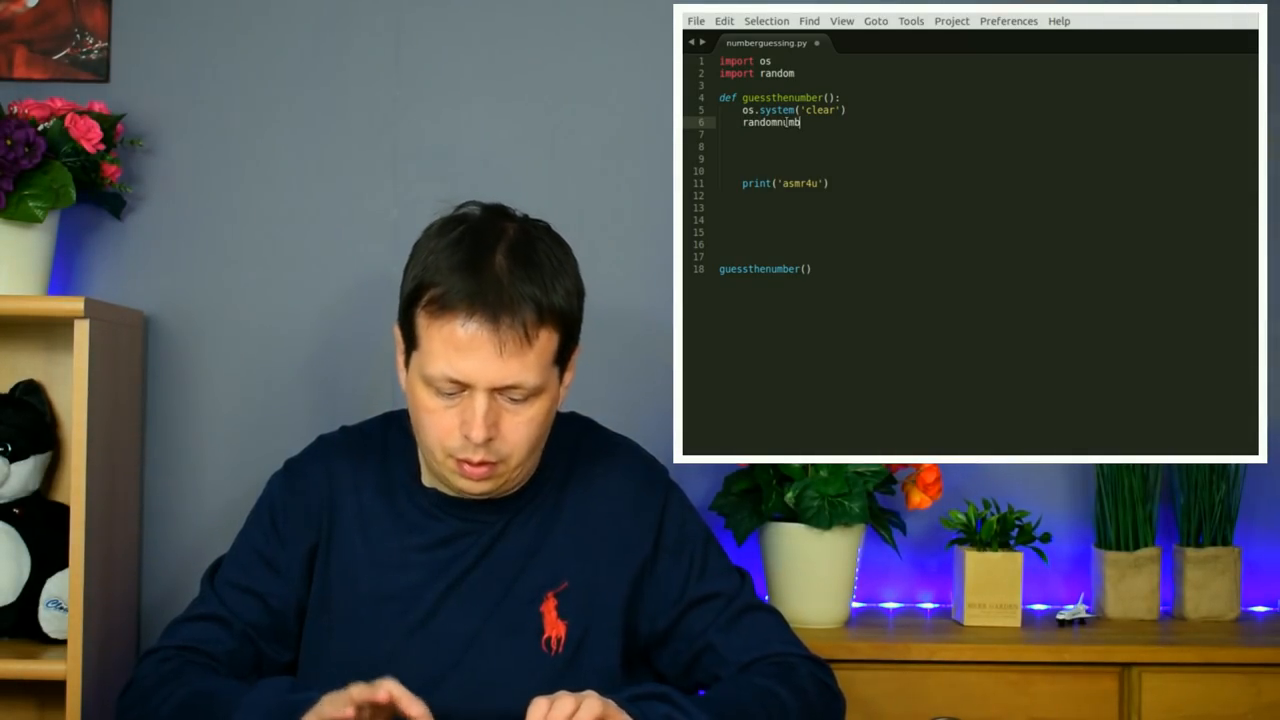 File Edit Selection Find View Goto Tools Project Preferences Help
numberguessing.py
1 import os
2 import random
3
4 def guessthenumber():
5 os.system('clear')
6 randomnumb
7
8
9
10
11 print('asmr4u')
12
13
14
15
16
17
18 guessthenumber()
HERB GARDEN